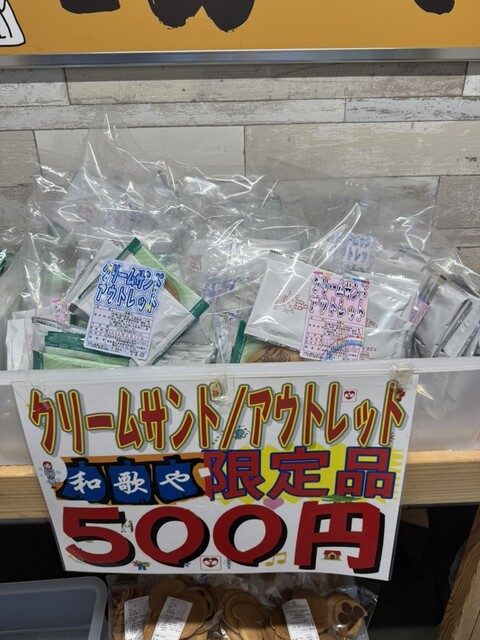 クリームサンド
アウトレット
クリームサンド
アウトレット
クリームサンド/アウトレット
和歌や 限定品
500円